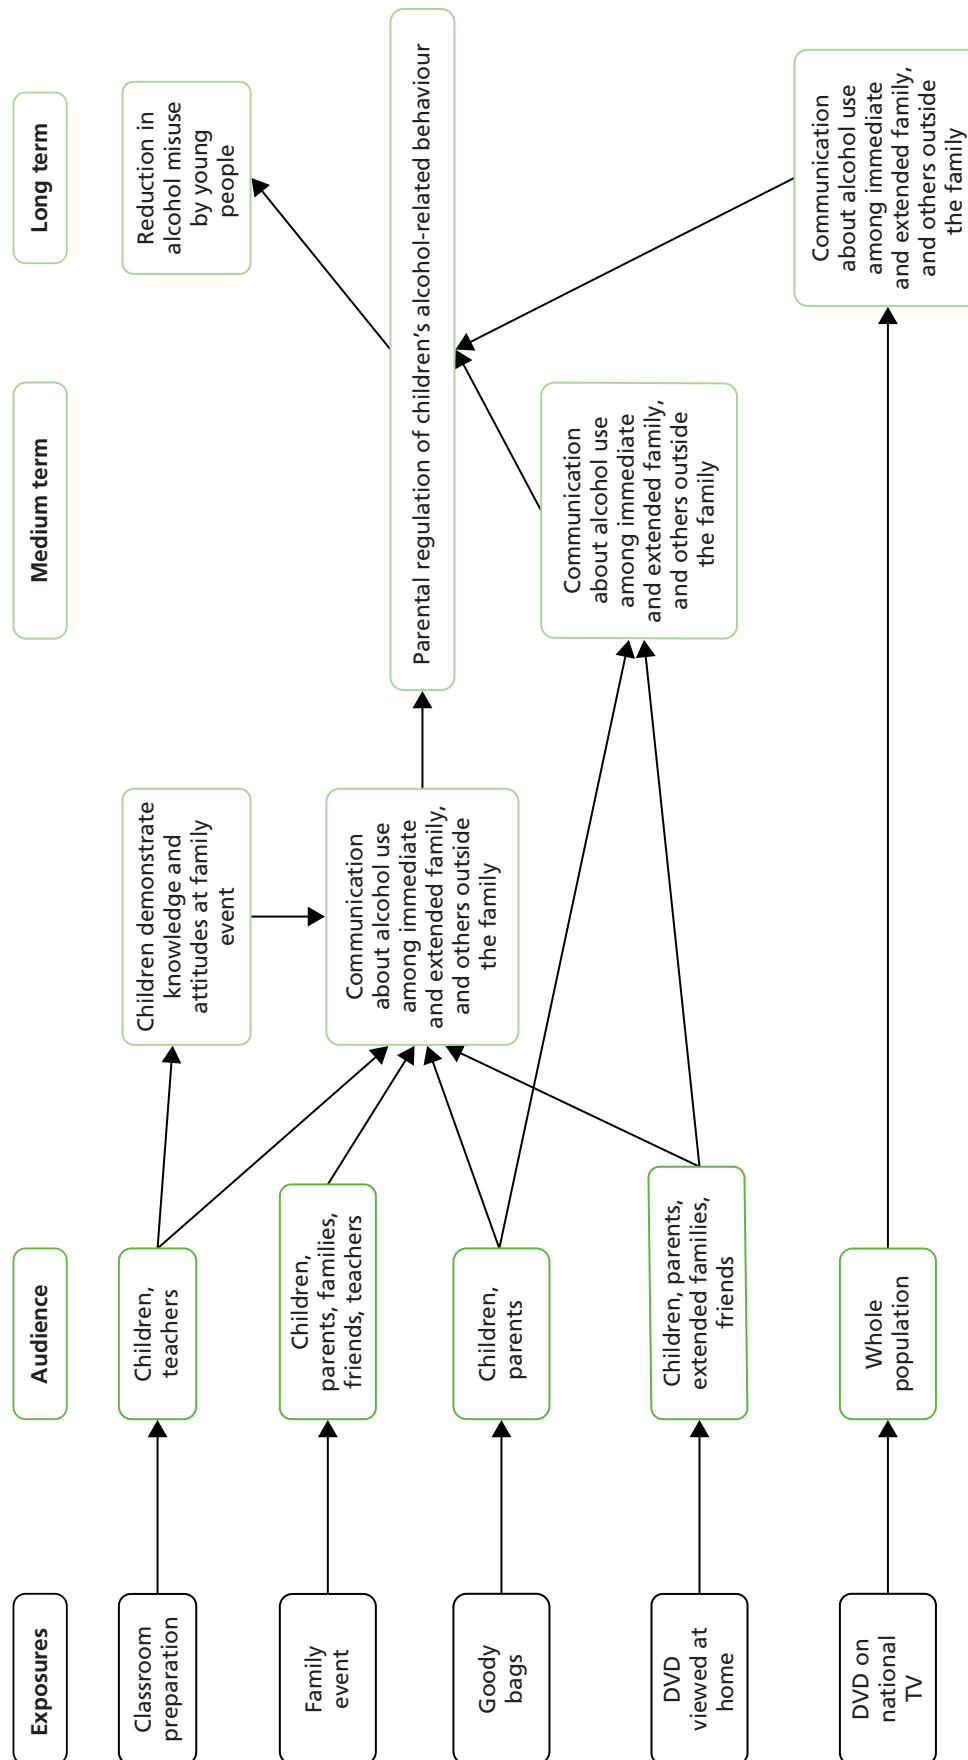 Exposures
Audience
Medium term
Long term
Classroom
preparation
Children,
teachers
Children demonstrate
knowledge and
attitudes at family
event
Reduction in
alcohol misuse
by young
people
Family
event
Children,
parents, families,
friends, teachers
Communication
about alcohol use
among immediate
and extended family,
and others outside
the family
Parental regulation of children’s alcohol-related behaviour
Goody
bags
Children,
parents
Communication
about alcohol use
among immediate
and extended family,
and others outside
the family
DVD
viewed at
home
Children, parents,
extended families,
friends
DVD on
national
TV
Whole
population
Communication
about alcohol use
among immediate
and extended family,
and others outside
the family